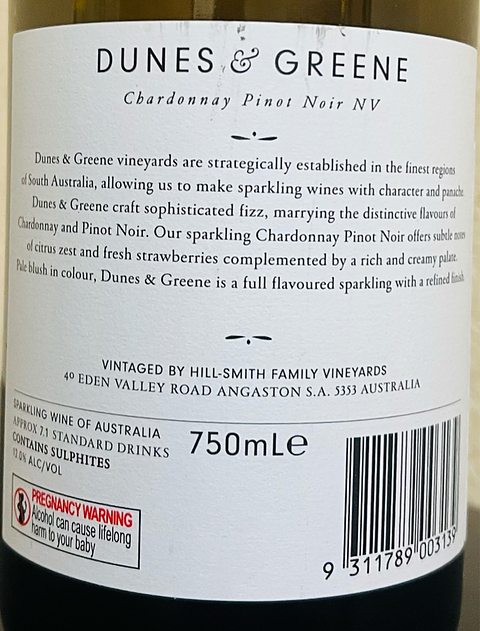 DUNES & GREENE
Chardonnay Pinot Noir NV
Dunes & Greene vineyards are strategically established in the finest regions
of South Australia, allowing us to make sparkling wines with character and panache.
Dunes & Greene craft sophisticated fizz, marrying the distinctive flavours of
Chardonnay and Pinot Noir. Our sparkling Chardonnay Pinot Noir offers subtle notes
of citrus zest and fresh strawberries complemented by a rich and creamy palate.
Pale blush in colour, Dunes & Greene is a full flavoured sparkling with a refined finish.
VINTAGED BY HILL-SMITH FAMILY VINEYARDS
40 EDEN VALLEY ROAD ANGASTON S.A. 5353 AUSTRALIA
SPARKLING WINE OF AUSTRALIA
APPROX 7.1 STANDARD DRINKS
CONTAINS SULPHITES
12.0% ALC/VOL
750mLe
PREGNANCY WARNING
Alcohol can cause lifelong
harm to your baby
9 311789 003139